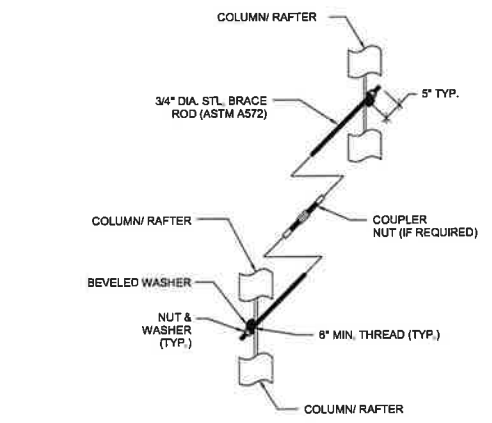 COLUMN/ RAFTER
5" TYP.
3/4" DIA. STL. BRACE
ROD (ASTM A572)
COUPLER
NUT (IF REQUIRED)
COLUMN/ RAFTER
BEVELED WASHER
NUT &
WASHER
(TYP.)
6" MIN. THREAD (TYP.)
COLUMN/ RAFTER